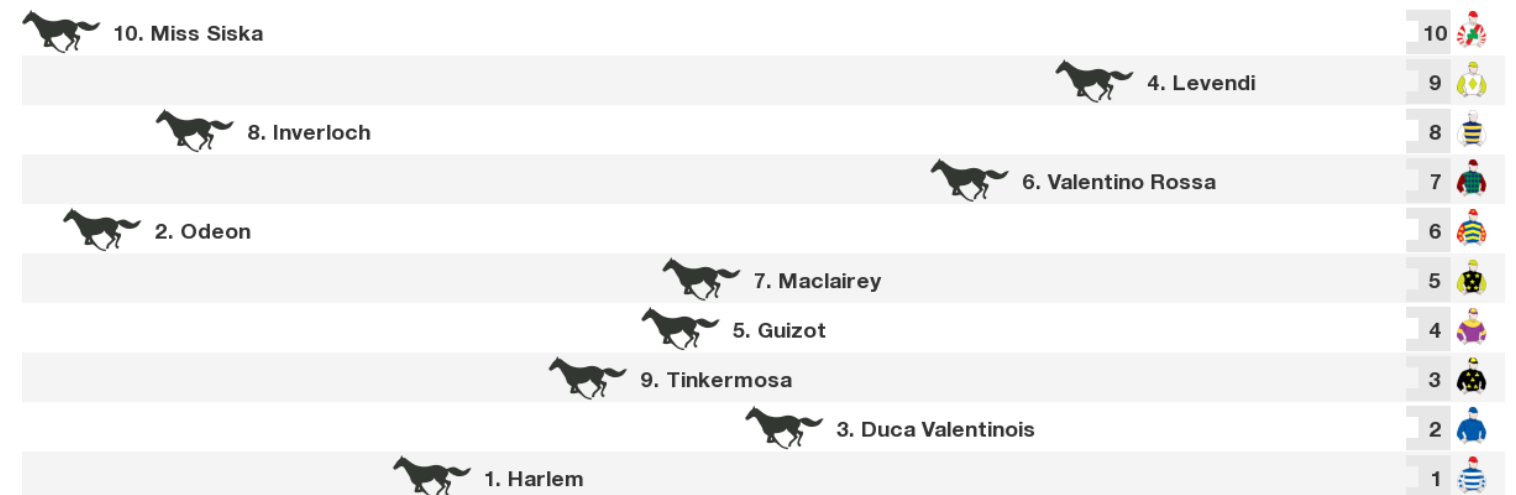 10. Miss Siska 10
4. Levendi 9
8. Inverloch 8
6. Valentino Rossa 7
2. Odeon 6
7. Maclairey 5
5. Guizot 4
9. Tinkermosa 3
3. Duca Valentinois 2
1. Harlem 1